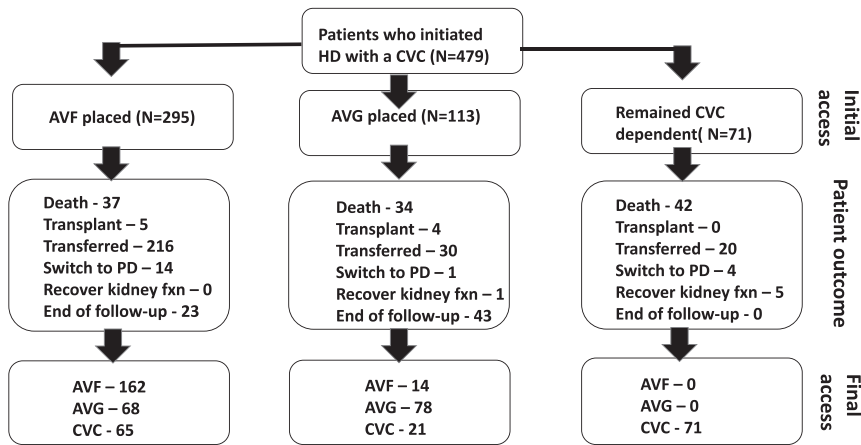 Patients who initiated
HD with a CVC (N=479)
AVF placed (N=295)
AVG placed (N=113)
Remained CVC
dependent( N=71)
Initial
access
Death - 37
Transplant – 5
Transferred – 216
Switch to PD – 14
Recover kidney fxn – 0
End of follow-up - 23
Death - 34
Transplant – 4
Transferred – 30
Switch to PD – 1
Recover kidney fxn – 1
End of follow-up - 43
Death – 42
Transplant – 0
Transferred – 20
Switch to PD – 4
Recover kidney fxn – 5
End of follow-up - 0
Patient outcome
AVF – 162
AVG – 68
CVC - 65
AVF – 14
AVG – 78
CVC - 21
AVF – 0
AVG – 0
CVC - 71
Final
access